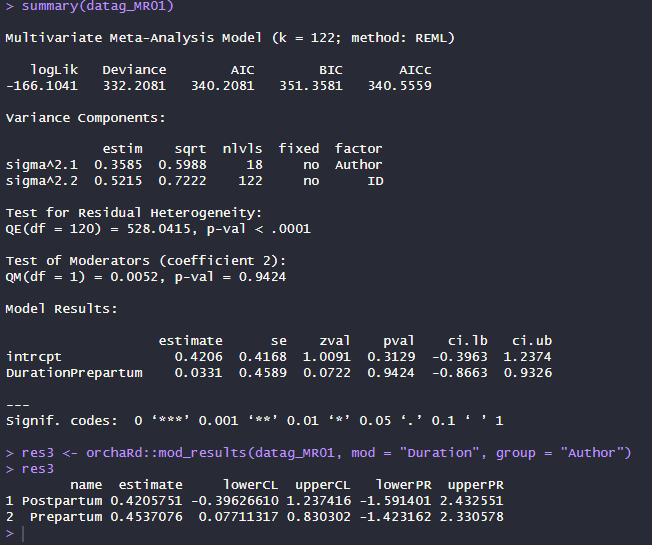 > summary(datag_MR01)
Multivariate Meta-Analysis Model (k = 122; method: REML)
logLik Deviance AIC BIC AICc
-166.1041 332.2081 340.2081 351.3581 340.5559
Variance Components:
estim sqrt nlvls fixed factor
sigma^2.1 0.3585 0.5988 18 no Author
sigma^2.2 0.5215 0.7222 122 no ID
Test for Residual Heterogeneity:
QE(df = 120) = 528.0415, p-val < .0001
Test of Moderators (coefficient 2):
QM(df = 1) = 0.0052, p-val = 0.9424
Model Results:
estimate se zval pval ci.lb ci.ub
intrcpt 0.4206 0.4168 1.0091 0.3129 -0.3963 1.2374
DurationPrepartum 0.0331 0.4589 0.0722 0.9424 -0.8663 0.9326
---
Signif. codes: 0 ‘***’ 0.001 ‘**’ 0.01 ‘*’ 0.05 ‘.’ 0.1 ‘ ’ 1
> res3 <- orchaRd::mod_results(datag_MR01, mod = "Duration", group = "Author")
> res3
name estimate lowerCL upperCL lowerPR upperPR
1 Postpartum 0.4205751 -0.39626610 1.237416 -1.591401 2.432551
2 Prepartum 0.4537076 0.07711317 0.830302 -1.423162 2.330578
>